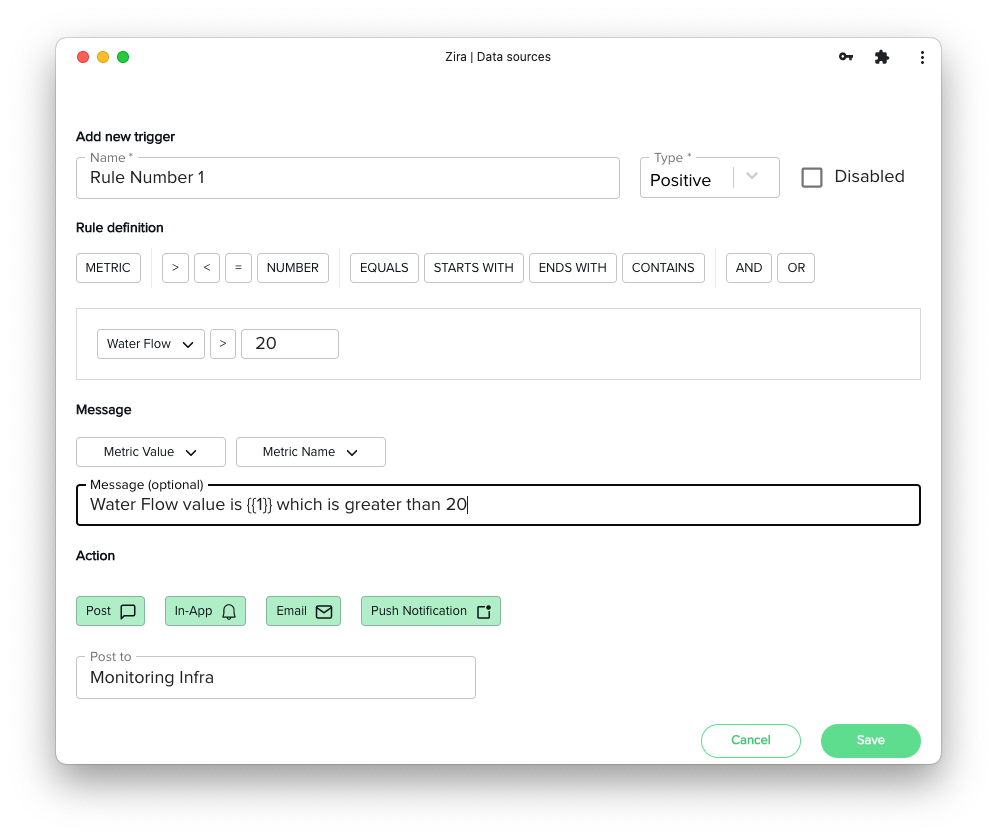 Zira | Data sources
Add new trigger
Name *
Type *
Rule Number 1
Positive
Disabled
Rule definition
METRIC > < = NUMBER EQUALS STARTS WITH ENDS WITH CONTAINS AND OR
Water Flow > 20
Message
Metric Value Metric Name
Message (optional)
Water Flow value is {{1}} which is greater than 20
Action
Post In-App Email Push Notification
Post to
Monitoring Infra
Cancel Save